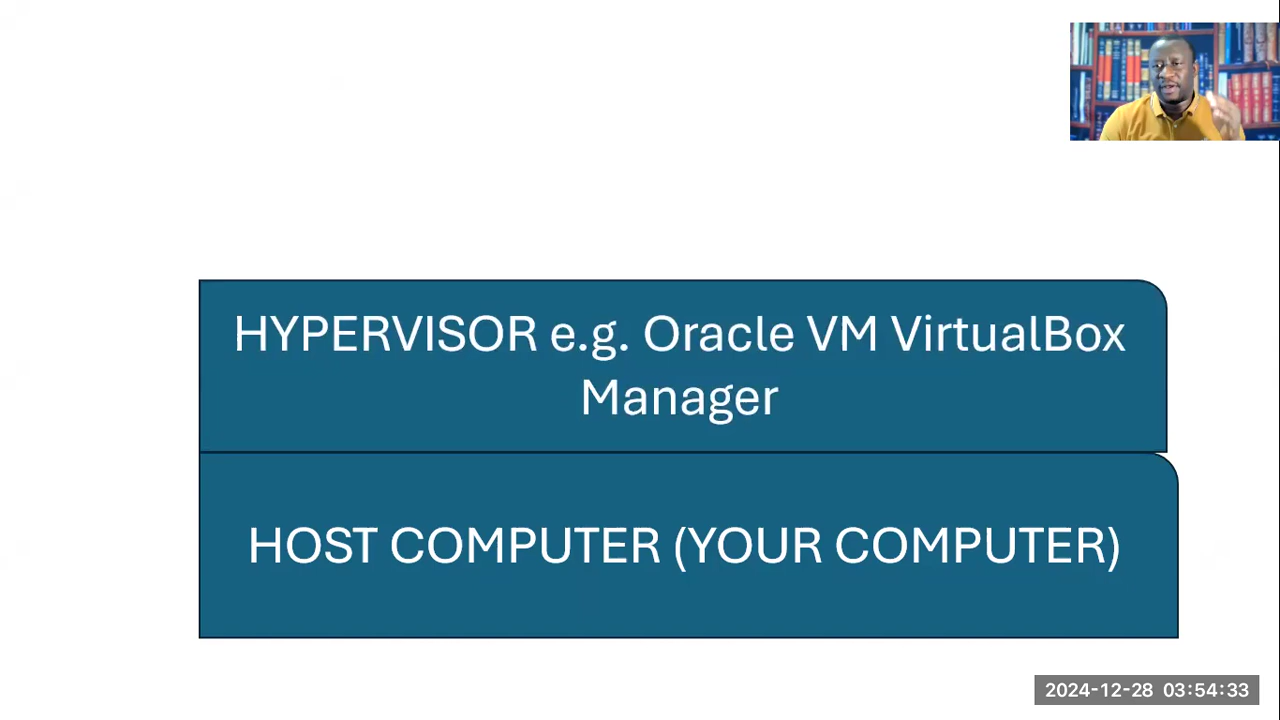 HYPERVISOR e.g. Oracle VM VirtualBox
Manager
HOST COMPUTER (YOUR COMPUTER)
2024-12-28 03:54:33